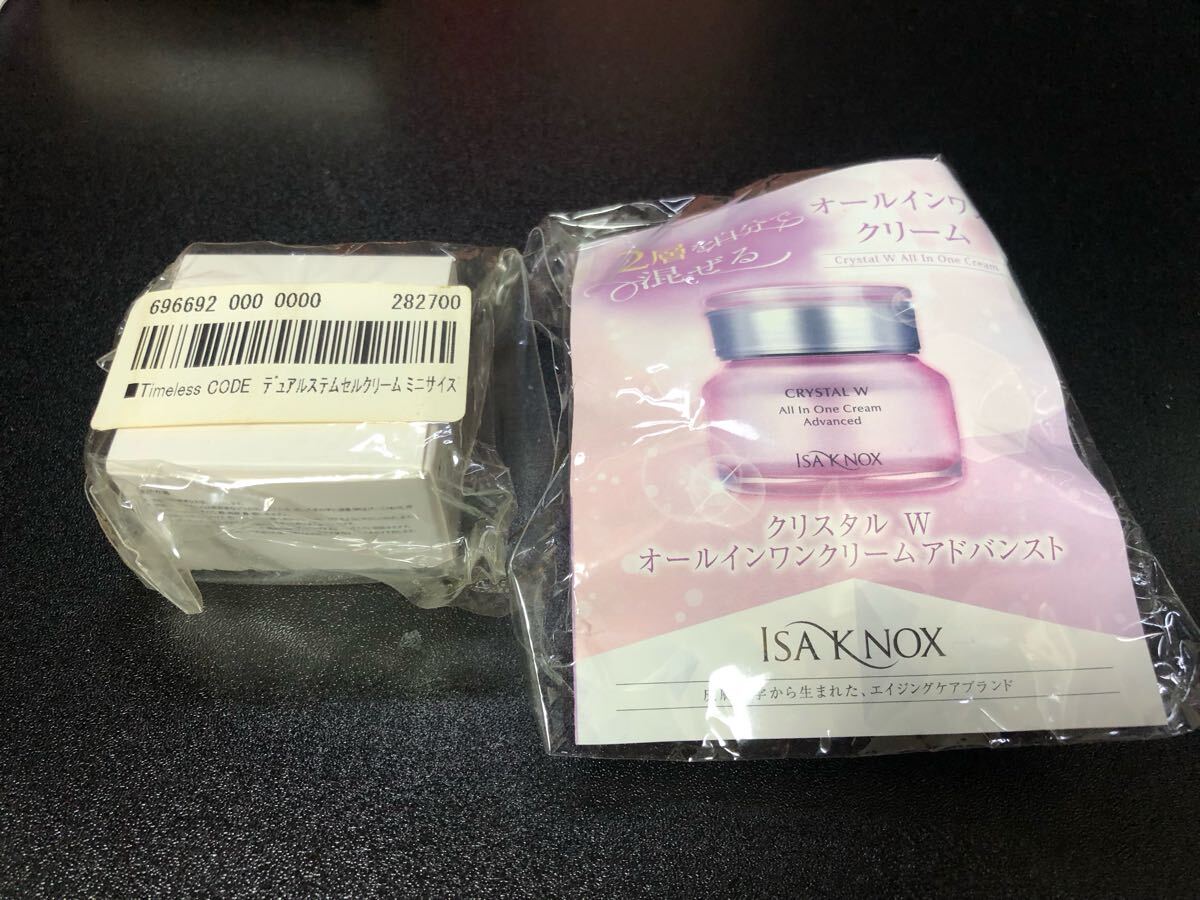 696692 000 0000 282700
■Timeless CODE デュアルステムセルクリーム ミニサイズ
2層を自分で
混ぜる
オールインワン
クリーム
Crystal W All In One Cream
CRYSTAL W
All In One Cream
Advanced
ISA KNOX
クリスタル W
オールインワンクリームアドバンスト
ISA KNOX
から生まれた、エイジングケアブランド